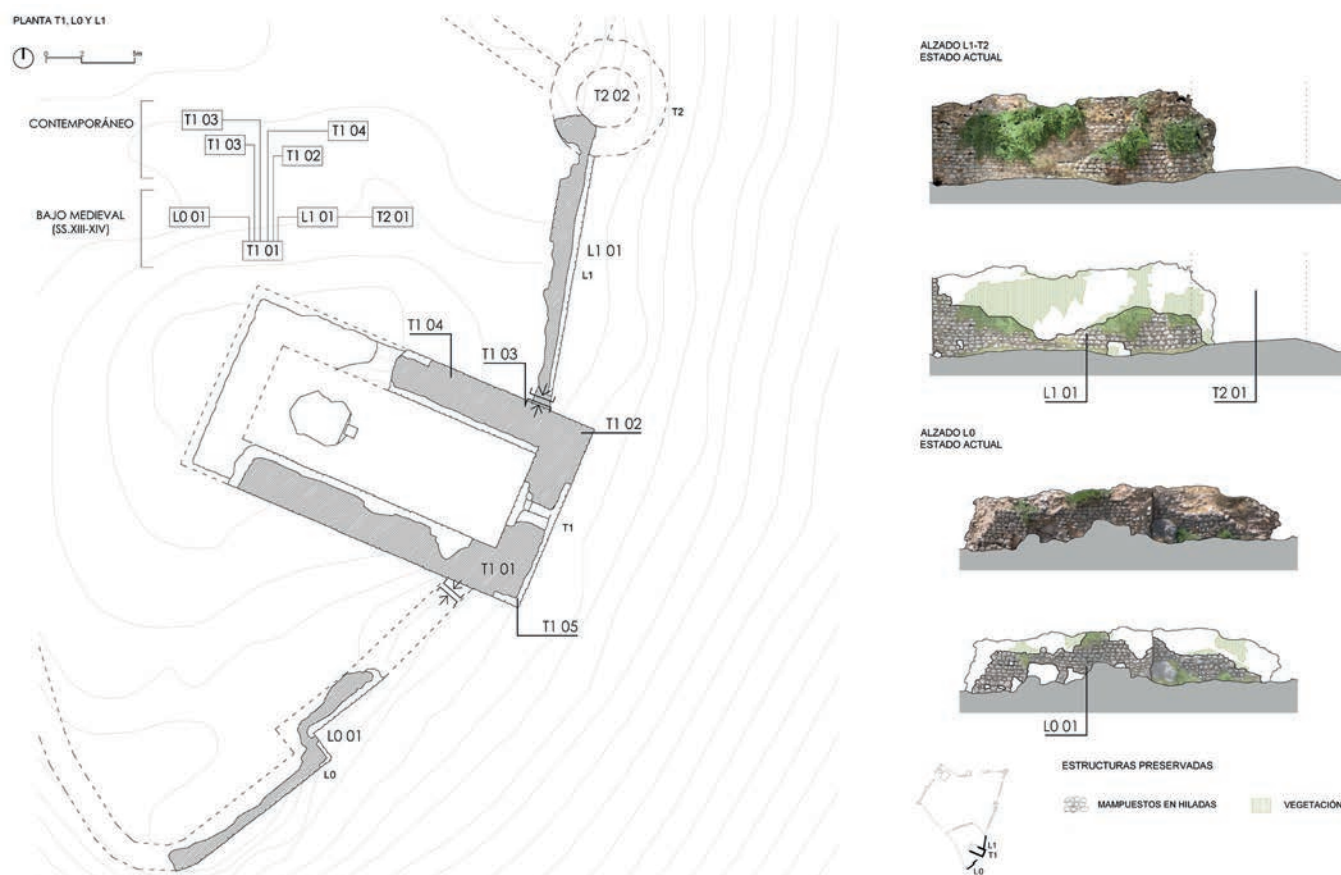 PLANTA T1, L0 Y L1
0 2 5m
CONTEMPORÁNEO
T1 03
T1 04
T1 03
T1 02
BAJO MEDIEVAL
(SS.XIII-XIV)
L0 01
L1 01
T2 01
T1 01
T2 02
T2
L1 01
L1
T1 04
T1 03
T1 02
T1
T1 01
T1 05
L0 01
L0
ALZADO L1-T2
ESTADO ACTUAL
L1 01
T2 01
ALZADO L0
ESTADO ACTUAL
L0 01
ESTRUCTURAS PRESERVADAS
MAMPUESTOS EN HILADAS
VEGETACIÓN
L1
T1
L0